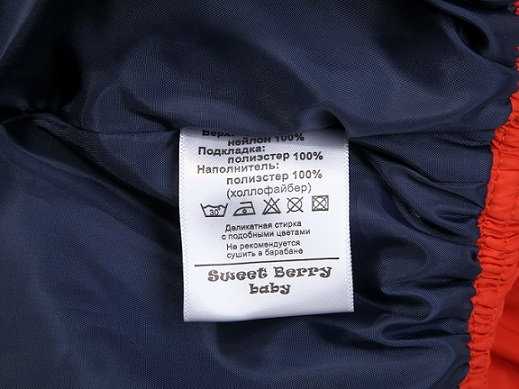 Верх:
нейлон 100%
Подкладка:
полиэстер 100%
Наполнитель:
полиэстер 100%
(холлофайбер)
30°
Деликатная стирка
с подобными цветами
Не рекомендуется
сушить в барабане
Sweet Berry
baby